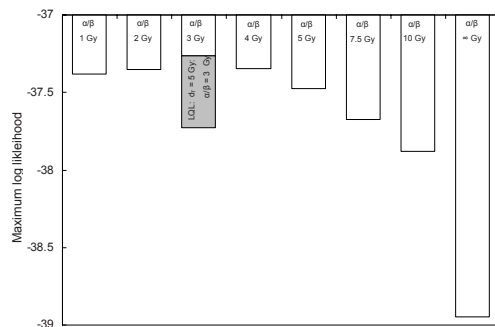 -37
-37.5
-38
-38.5
-39
Maximum log likleihood
α/β
1 Gy
α/β
2 Gy
α/β
3 Gy
α/β
4 Gy
α/β
5 Gy
α/β
7.5 Gy
α/β
10 Gy
α/β
∞ Gy
LQL: dT = 5 Gy:
α/β = 3 Gy